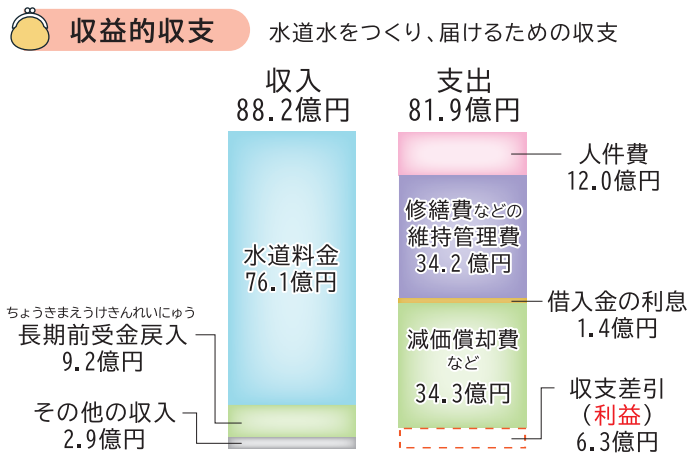 収益的収支
水道水をつくり、届けるための収支
収入
88.2億円
支出
81.9億円
水道料金
76.1億円
ちょうきまえうけきんれいにゅう
長期前受金戻入
9.2億円
その他の収入
2.9億円
人件費
12.0億円
修繕費などの
維持管理費
34.2億円
借入金の利息
1.4億円
減価償却費
など
34.3億円
収支差引
（利益）
6.3億円